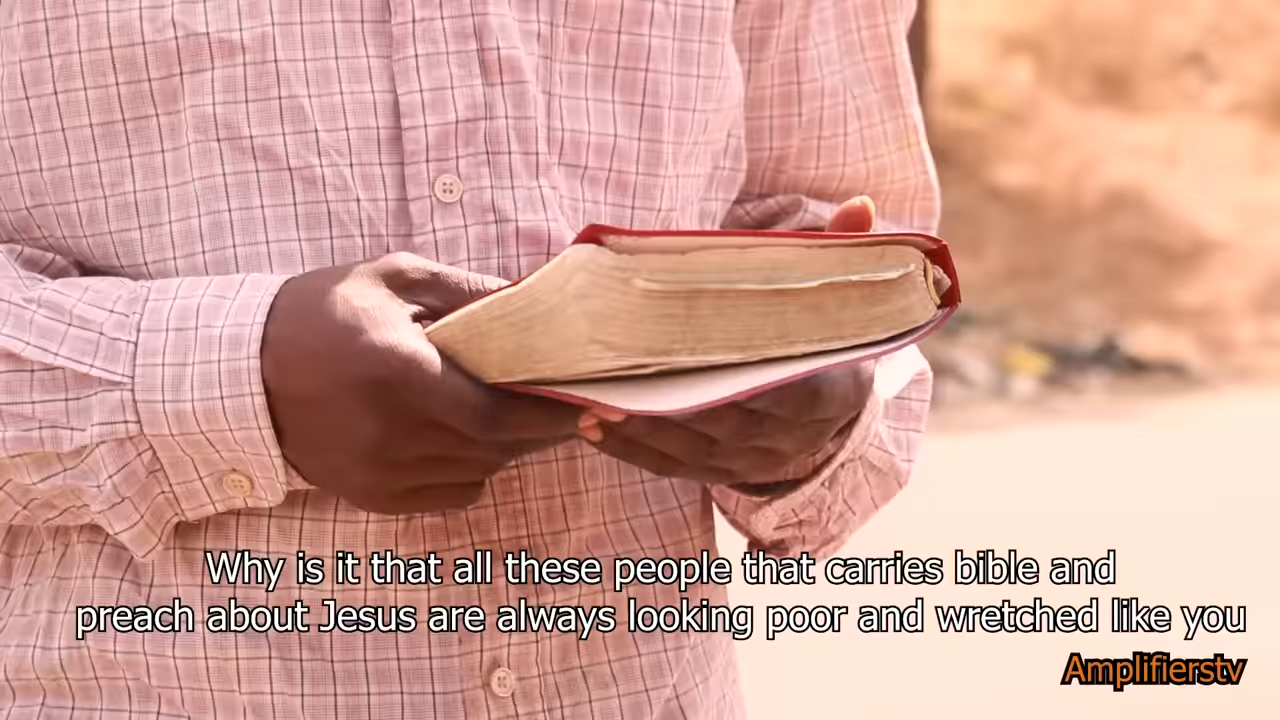 Why is it that all these people that carries bible and
preach about Jesus are always looking poor and wretched like you
Amplifierstv